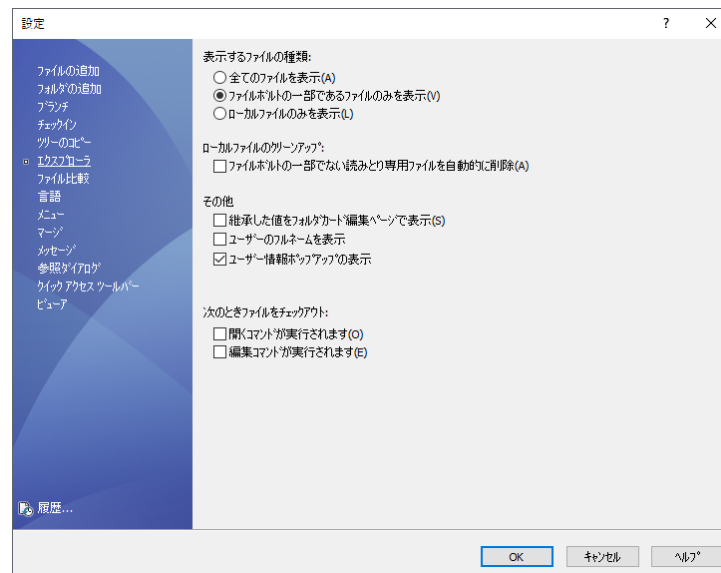 設定
?
ファイルの追加
フォルダの追加
ブランチ
チェックイン
ツリーのコピー
エクスプローラ
ファイル比較
言語
メニュー
マージ
メッセージ
参照ダイアログ
クイック アクセス ツールバー
ビューア
履歴...
表示するファイルの種類:
全てのファイルを表示(A)
ファイルボルトの一部であるファイルのみを表示(V)
ローカルファイルのみを表示(L)
ローカルファイルのクリーンアップ:
ファイルボルトの一部でない読みとり専用ファイルを自動的に削除(A)
その他
継承した値をフォルダカード編集ページで表示(S)
ユーザーのフルネームを表示
ユーザー情報ポップアップの表示
次のときファイルをチェックアウト:
開くコマンドが実行されます(O)
編集コマンドが実行されます(E)
OK
キャンセル
ヘルプ